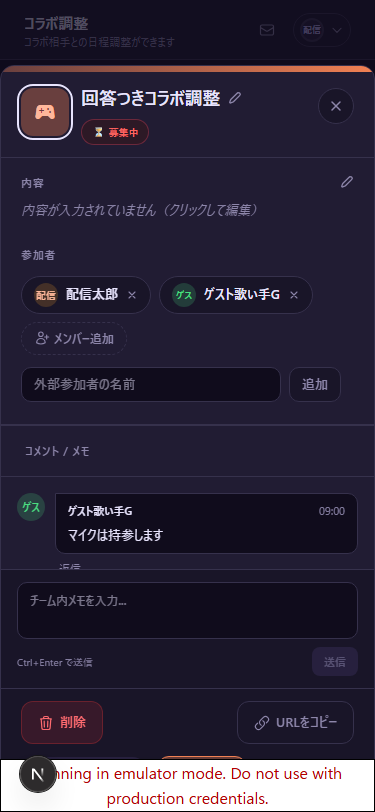 コラボ調整
コラボ相手との日程調整ができます
配信
回答つきコラボ調整
⏳ 募集中
内容
内容が入力されていません（クリックして編集）
参加者
配信 配信太郎 ×
ゲス ゲスト歌い手G ×
メンバー追加
外部参加者の名前 追加
コメント / メモ
ゲス ゲスト歌い手G 09:00
マイクは持参します
返信
チーム内メモを入力...
Ctrl+Enter で送信 送信
削除 URLをコピー
N nning in emulator mode. Do not use with
production credentials.